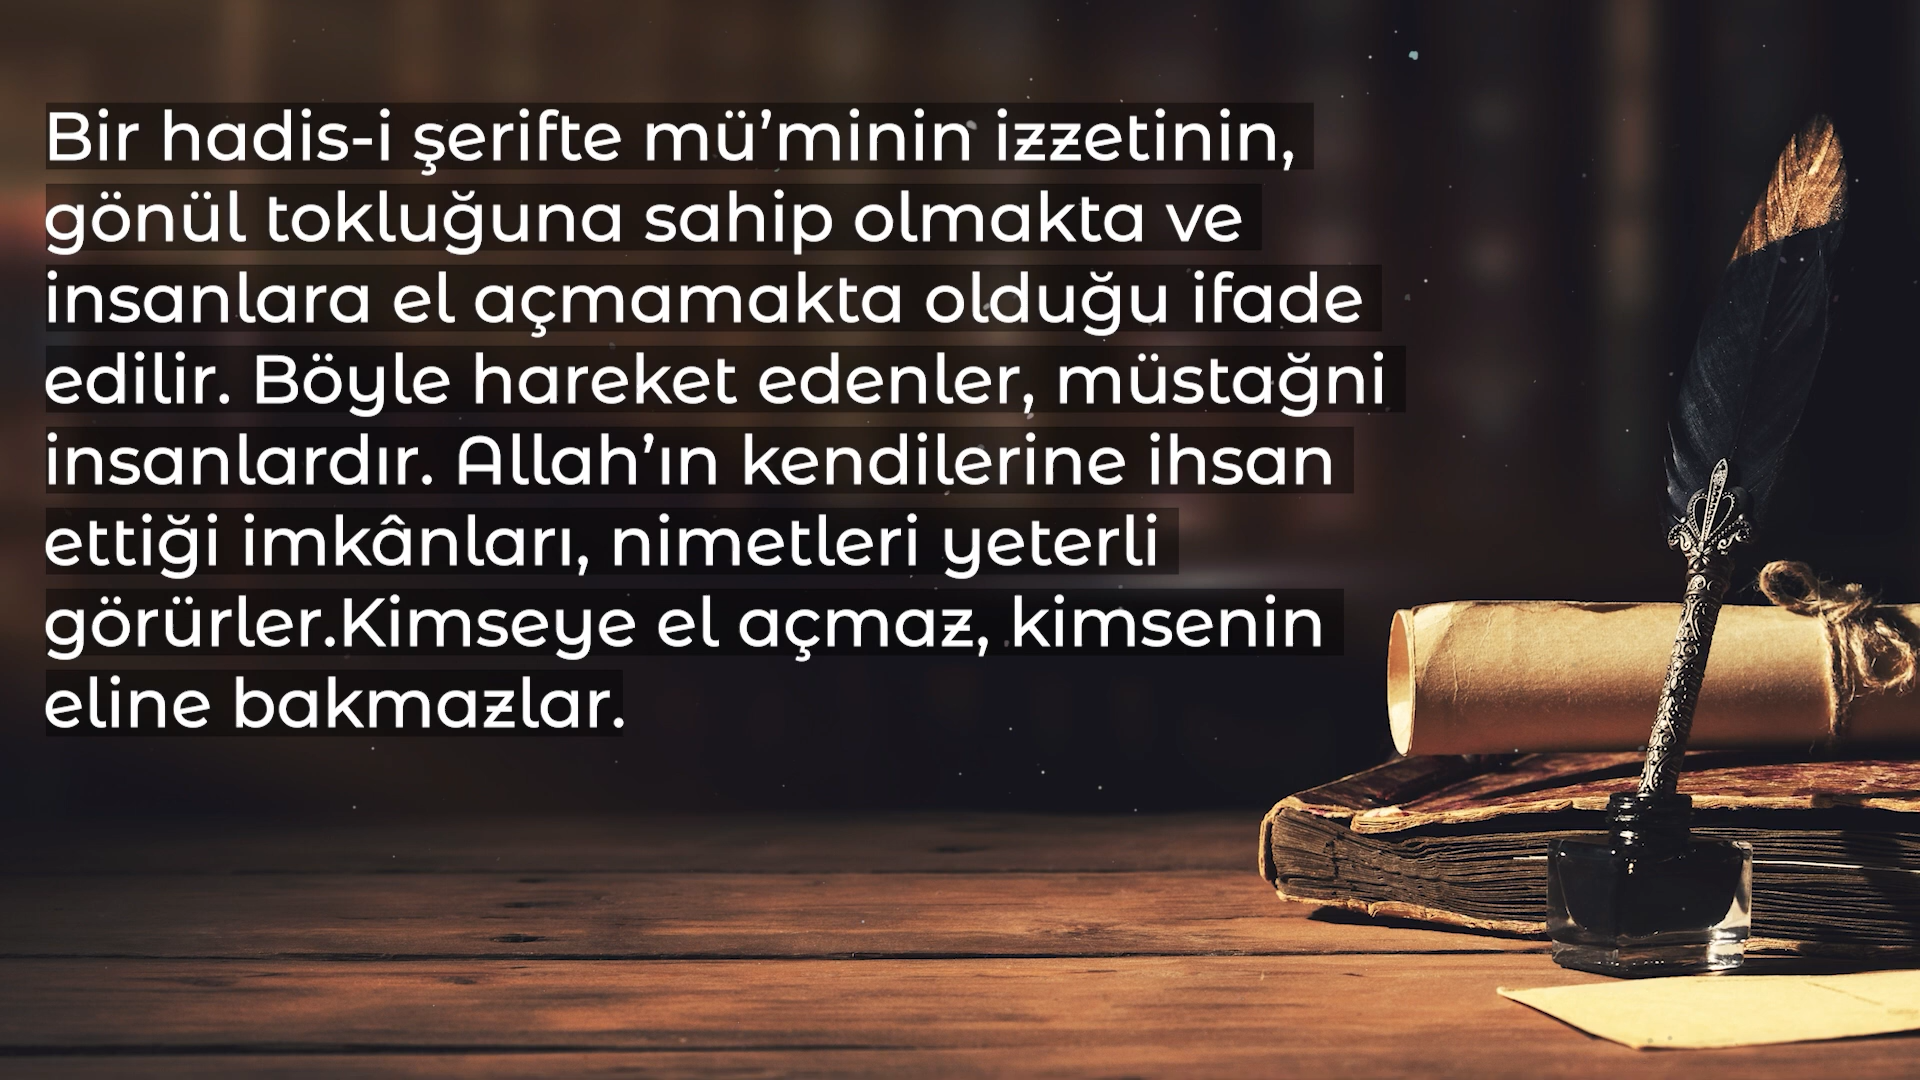 Bir hadis-i şerifte mü’minin izzetinin,
gönül tokluğuna sahip olmakta ve
insanlara el açmamakta olduğu ifade
edilir. Böyle hareket edenler, müstağni
insanlardır. Allah’ın kendilerine ihsan
ettiği imkânları, nimetleri yeterli
görürler.Kimseye el açmaz, kimsenin
eline bakmazlar.